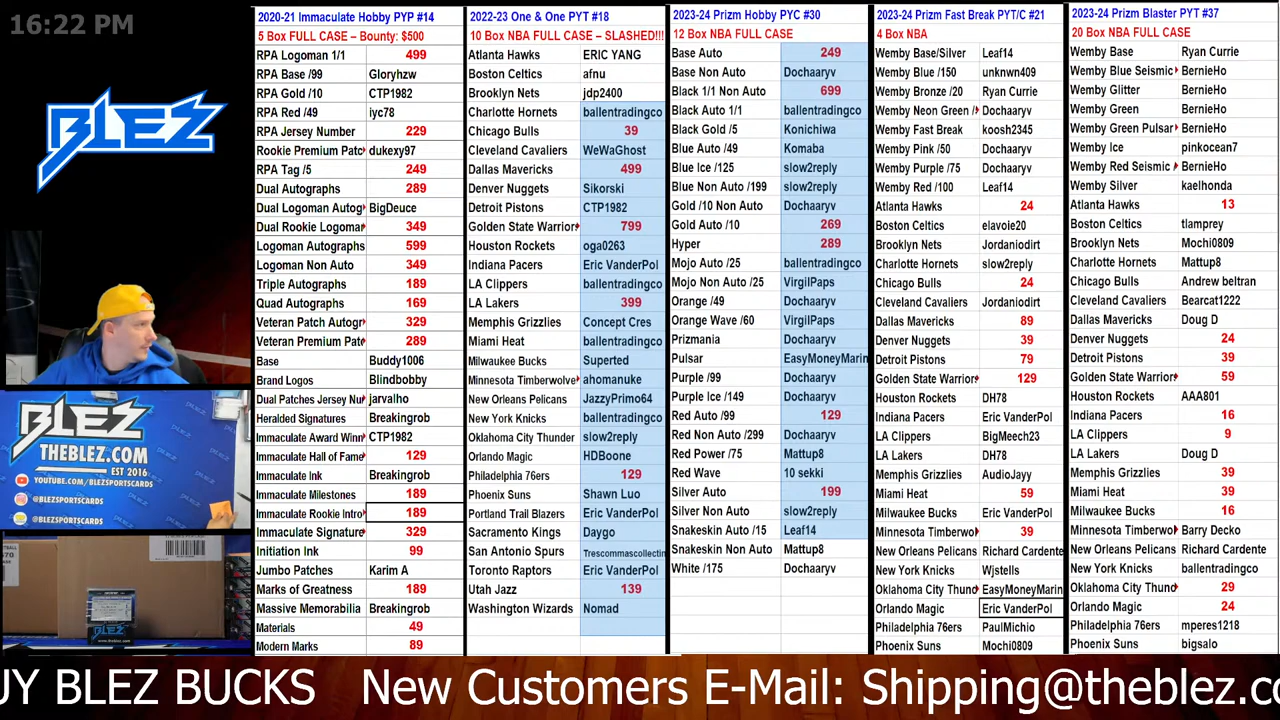 16:22 PM
BLEZ
BLEZ
THEBLEZ.COM
EST 2016
YOUTUBE.COM/BLEZSPORTSCARDS
@BLEZSPORTSCARDS
@BLEZSPORTSCARDS
BLEZ
2020-21 Immaculate Hobby PYP #14
5 Box FULL CASE – Bounty: $500
RPA Logoman 1/1 499
RPA Base /99 Gloryhzw
RPA Gold /10 CTP1982
RPA Red /49 iyc78
RPA Jersey Number 229
Rookie Premium Patc dukexy97
RPA Tag /5 249
Dual Autographs 289
Dual Logoman Autog BigDeuce
Dual Rookie Logoma 349
Logoman Autographs 599
Logoman Non Auto 349
Triple Autographs 189
Quad Autographs 169
Veteran Patch Autogr 329
Veteran Premium Pat 289
Base Buddy1006
Brand Logos Blindbobby
Dual Patches Jersey Nu jarvalho
Heralded Signatures Breakingrob
Immaculate Award Winn CTP1982
Immaculate Hall of Fame 129
Immaculate Ink Breakingrob
Immaculate Milestones 189
Immaculate Rookie Intro 189
Immaculate Signature 329
Initiation Ink 99
Jumbo Patches Karim A
Marks of Greatness 189
Massive Memorabilia Breakingrob
Materials 49
Modern Marks 89
2022-23 One & One PYT #18
10 Box NBA FULL CASE – SLASHED!!!
Atlanta Hawks ERIC YANG
Boston Celtics afnu
Brooklyn Nets jdp2400
Charlotte Hornets ballentradingco
Chicago Bulls 39
Cleveland Cavaliers WeWaGhost
Dallas Mavericks 499
Denver Nuggets Sikorski
Detroit Pistons CTP1982
Golden State Warrior 799
Houston Rockets oga0263
Indiana Pacers Eric VanderPol
LA Clippers ballentradingco
LA Lakers 399
Memphis Grizzlies Concept Cres
Miami Heat ballentradingco
Milwaukee Bucks Superted
Minnesota Timberwolve ahomanuke
New Orleans Pelicans JazzyPrimo64
New York Knicks ballentradingco
Oklahoma City Thunder slow2reply
Orlando Magic HDBoone
Philadelphia 76ers 129
Phoenix Suns Shawn Luo
Portland Trail Blazers Eric VanderPol
Sacramento Kings Daygo
San Antonio Spurs Trescommascollectin
Toronto Raptors Eric VanderPol
Utah Jazz 139
Washington Wizards Nomad
2023-24 Prizm Hobby PYC #30
12 Box NBA FULL CASE
Base Auto 249
Base Non Auto Dochaaryv
Black 1/1 Non Auto 699
Black Auto 1/1 ballentradingco
Black Gold /5 Konichiwa
Blue Auto /49 Komaba
Blue Ice /125 slow2reply
Blue Non Auto /199 slow2reply
Gold /10 Non Auto Dochaaryv
Gold Auto /10 269
Hyper 289
Mojo Auto /25 ballentradingco
Mojo Non Auto /25 VirgilPaps
Orange /49 Dochaaryv
Orange Wave /60 VirgilPaps
Prizmania Dochaaryv
Pulsar EasyMoneyMarin
Purple /99 Dochaaryv
Purple Ice /149 Dochaaryv
Red Auto /99 129
Red Non Auto /299 Dochaaryv
Red Power /75 Mattup8
Red Wave 10 sekki
Silver Auto 199
Silver Non Auto slow2reply
Snakeskin Auto /15 Leaf14
Snakeskin Non Auto Mattup8
White /175 Dochaaryv
2023-24 Prizm Fast Break PYT/C #21
4 Box NBA
Wemby Base/Silver Leaf14
Wemby Blue /150 unknwn409
Wemby Bronze /20 Ryan Currie
Wemby Neon Green / Dochaaryv
Wemby Fast Break koosh2345
Wemby Pink /50 Dochaaryv
Wemby Purple /75 Dochaaryv
Wemby Red /100 Leaf14
Atlanta Hawks 24
Boston Celtics elavoie20
Brooklyn Nets Jordaniodirt
Charlotte Hornets slow2reply
Chicago Bulls 24
Cleveland Cavaliers Jordaniodirt
Dallas Mavericks 89
Denver Nuggets 39
Detroit Pistons 79
Golden State Warrior 129
Houston Rockets DH78
Indiana Pacers Eric VanderPol
LA Clippers BigMeech23
LA Lakers DH78
Memphis Grizzlies AudioJayy
Miami Heat 59
Milwaukee Bucks Eric VanderPol
Minnesota Timberwo 39
New Orleans Pelicans Richard Cardente
New York Knicks Wjstells
Oklahoma City Thun EasyMoneyMarin
Orlando Magic Eric VanderPol
Philadelphia 76ers PaulMichio
Phoenix Suns Mochi0809
2023-24 Prizm Blaster PYT #37
20 Box NBA FULL CASE
Wemby Base Ryan Currie
Wemby Blue Seismic BernieHo
Wemby Glitter BernieHo
Wemby Green BernieHo
Wemby Green Pulsar BernieHo
Wemby Ice pinkocean7
Wemby Red Seismic BernieHo
Wemby Silver kaelhonda
Atlanta Hawks 13
Boston Celtics tlamprey
Brooklyn Nets Mochi0809
Charlotte Hornets Mattup8
Chicago Bulls Andrew beltran
Cleveland Cavaliers Bearcat1222
Dallas Mavericks Doug D
Denver Nuggets 24
Detroit Pistons 39
Golden State Warrior 59
Houston Rockets AAA801
Indiana Pacers 16
LA Clippers 9
LA Lakers Doug D
Memphis Grizzlies 39
Miami Heat 39
Milwaukee Bucks 16
Minnesota Timberwo Barry Decko
New Orleans Pelicans Richard Cardente
New York Knicks ballentradingco
Oklahoma City Thun 29
Orlando Magic 24
Philadelphia 76ers mperes1218
Phoenix Suns bigsalo
UY BLEZ BUCKS New Customers E-Mail: Shipping@theblez.co